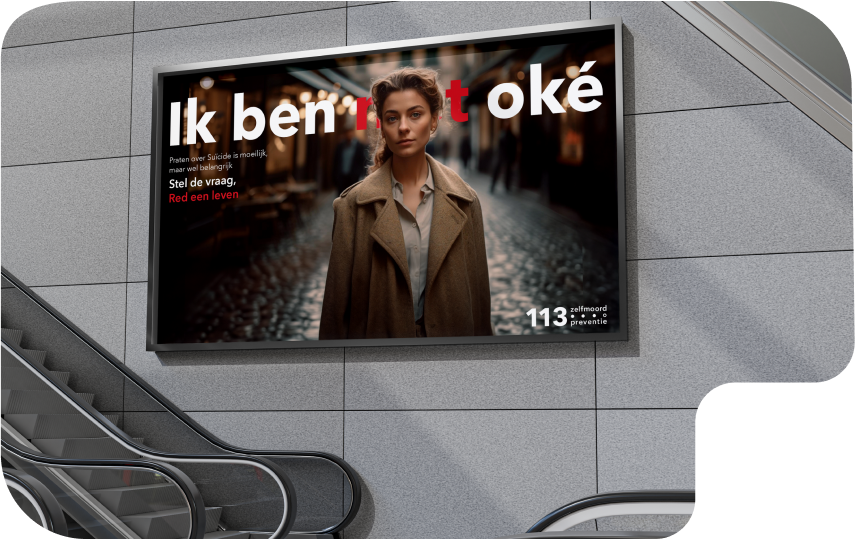 Ik ben niet oké
Praten over Suïcide is moeilijk,
maar wel belangrijk
Stel de vraag,
Red een leven
113 zelfmoord
preventie